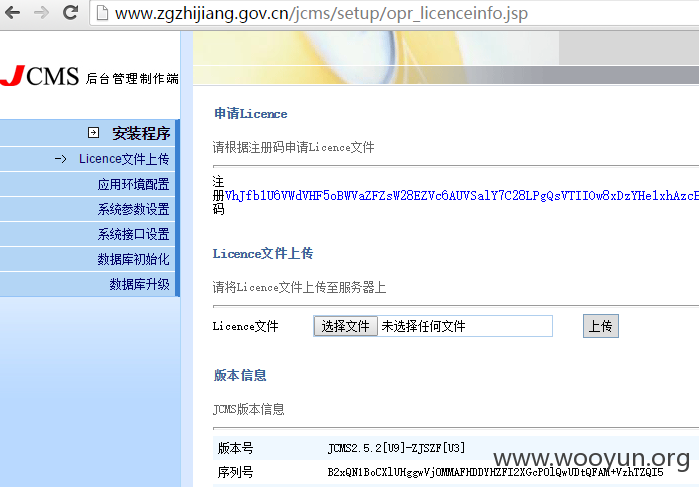 www.zgzhijiang.gov.cn/jcms/setup/opr_licenceinfo.jsp
JCMS 后台管理制作端
安装程序
Licence文件上传
应用环境配置
系统参数设置
系统接口设置
数据库初始化
数据库升级
申请Licence
请根据注册码申请Licence文件
注册码
Licence文件上传
请将Licence文件上传至服务器上
Licence文件 选择文件 未选择任何文件 上传
版本信息
JCMS版本信息
版本号 JCMS2.5.2[U9]-ZJSZF[U3]
序列号
www.wooyun.org